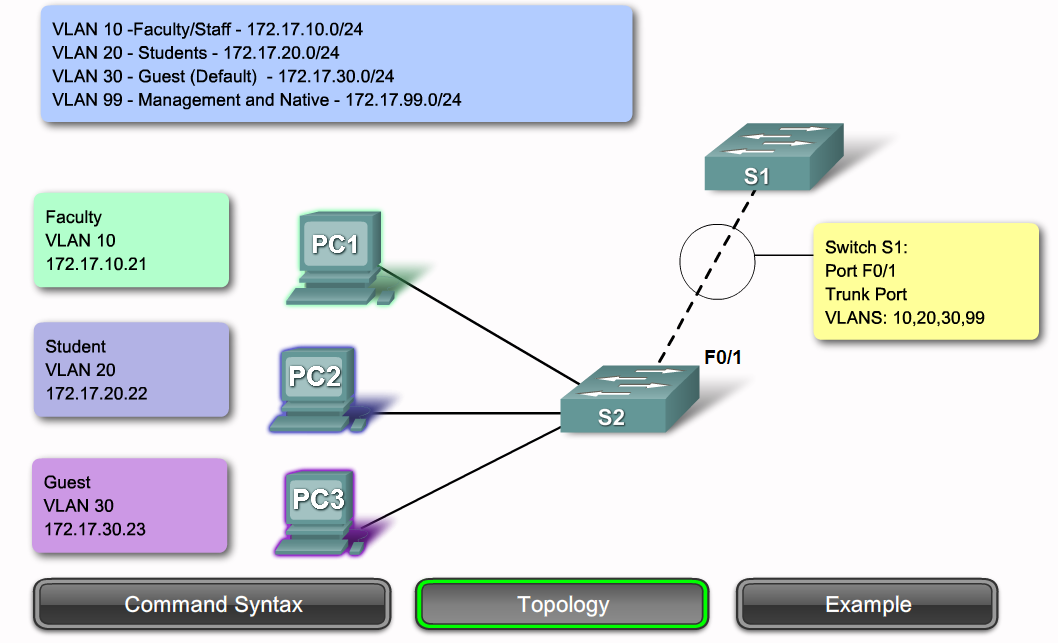 VLAN 10 -Faculty/Staff - 172.17.10.0/24
VLAN 20 - Students - 172.17.20.0/24
VLAN 30 - Guest (Default)  - 172.17.30.0/24
VLAN 99 - Management and Native - 172.17.99.0/24
S1
Faculty
VLAN 10
172.17.10.21
PC1
Switch S1:
Port F0/1
Trunk Port
VLANS: 10,20,30,99
Student
VLAN 20
172.17.20.22
PC2
F0/1
S2
Guest
VLAN 30
172.17.30.23
PC3
Command Syntax
Topology
Example